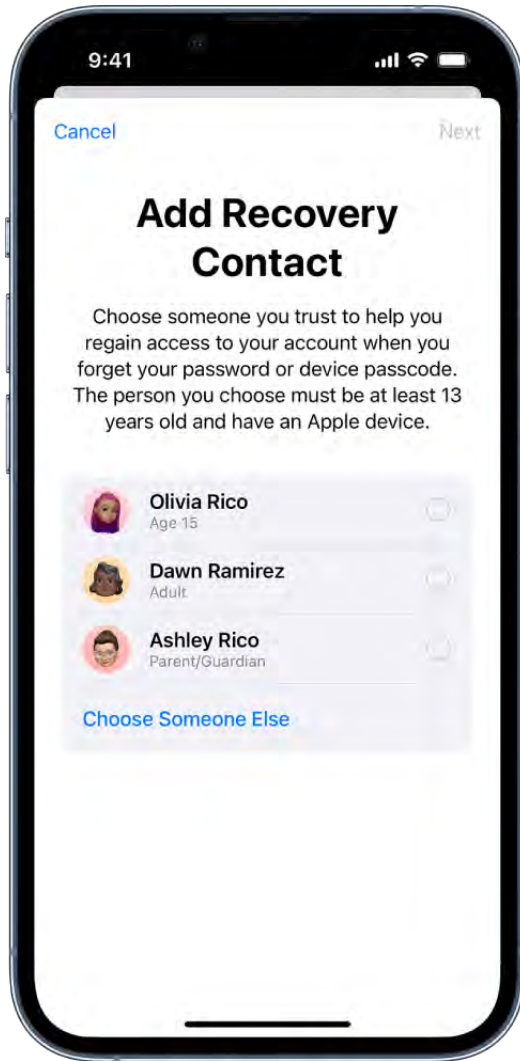 9:41
Cancel
Next
Add Recovery
Contact
Choose someone you trust to help you
regain access to your account when you
forget your password or device passcode.
The person you choose must be at least 13
years old and have an Apple device.
Olivia Rico
Age 15
Dawn Ramirez
Adult
Ashley Rico
Parent/Guardian
Choose Someone Else